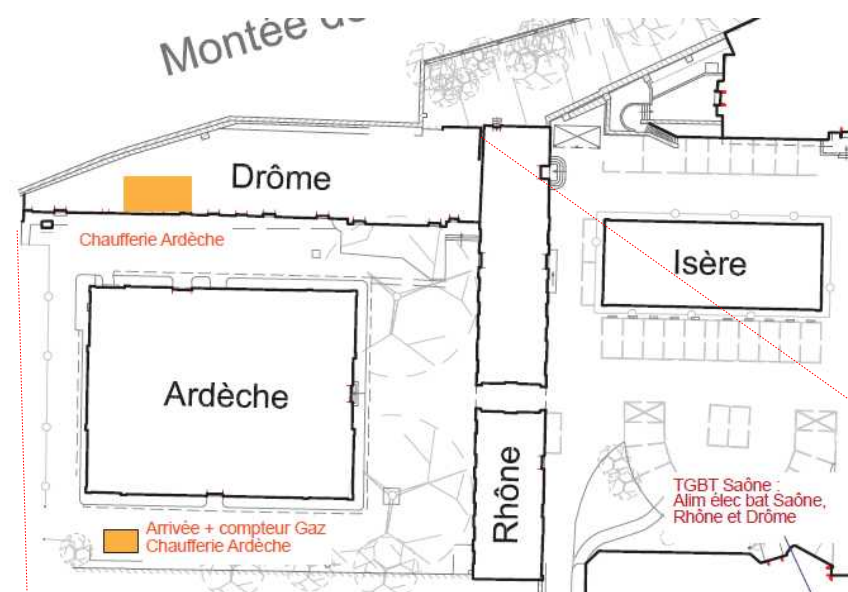 Montée de
Drôme
Chaufferie Ardèche
Isère
Ardèche
Rhône
TGBT Saône :
Alim élec bat Saône,
Rhône et Drôme
Arrivée + compteur Gaz
Chaufferie Ardèche